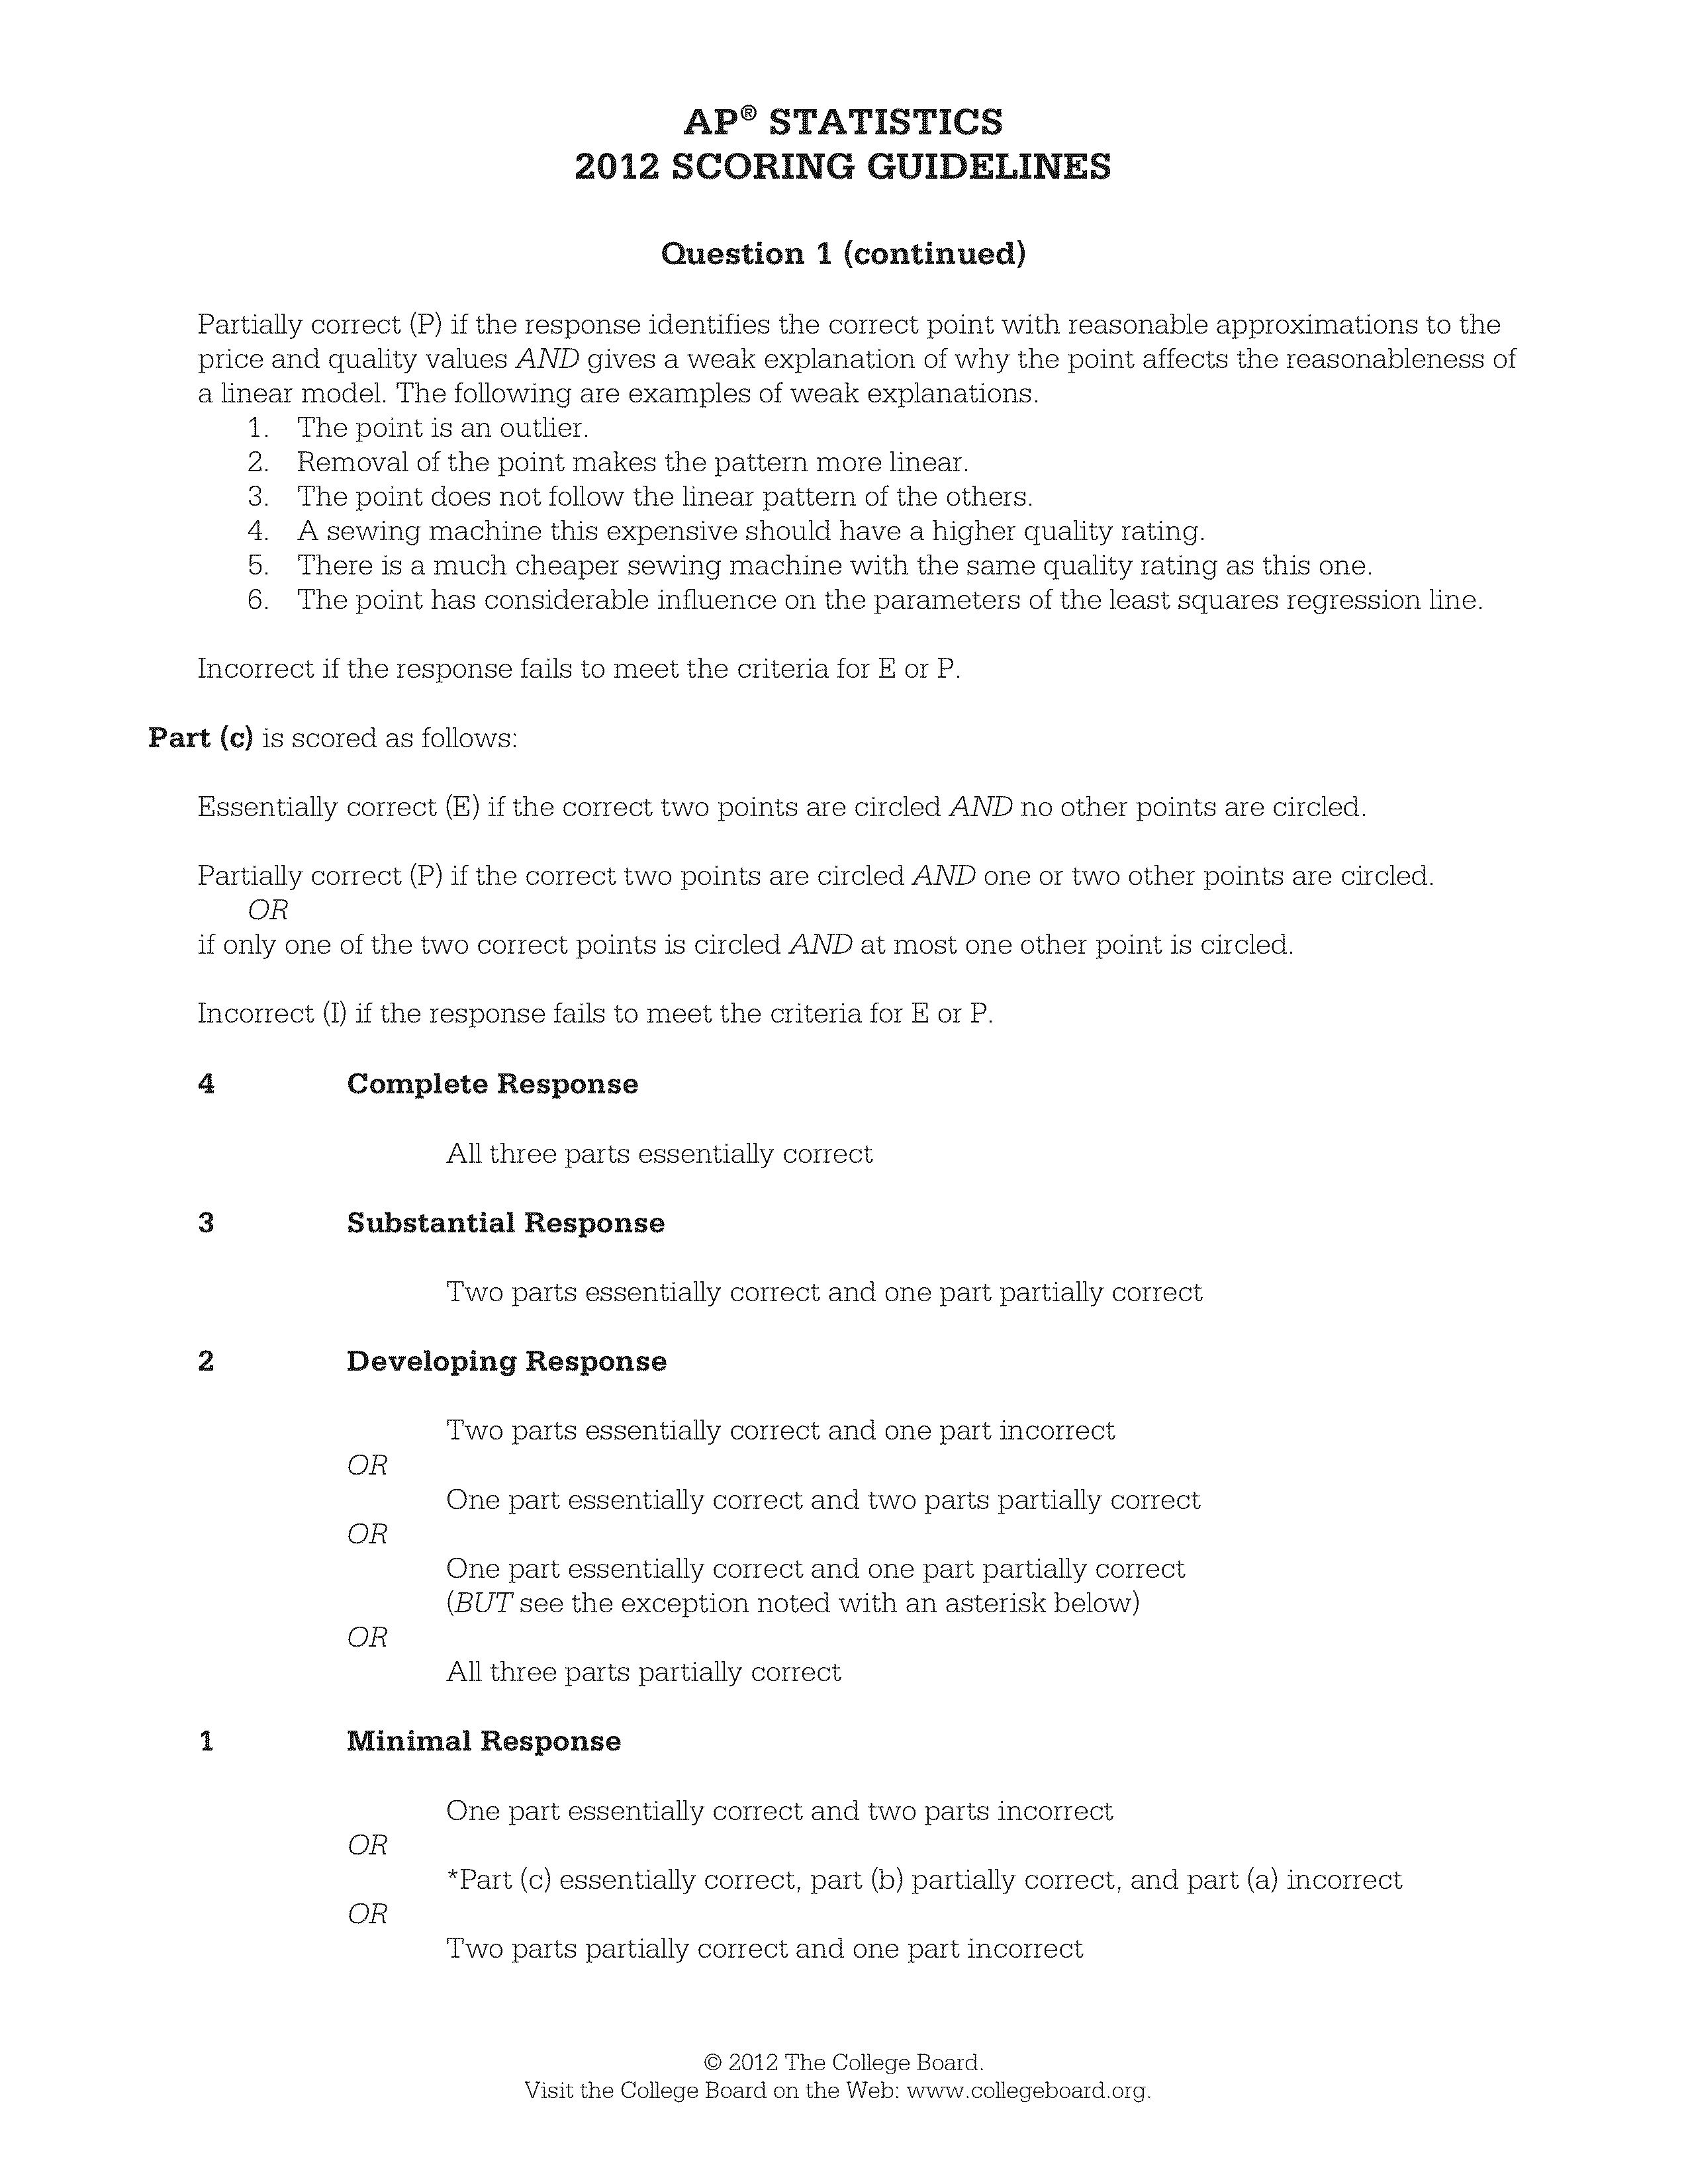 AP® STATISTICS
2012 SCORING GUIDELINES
Question 1 (continued)
Partially correct (P) if the response identifies the correct point with reasonable approximations to the
price and quality values AND gives a weak explanation of why the point affects the reasonableness of
a linear model. The following are examples of weak explanations.
1. The point is an outlier.
2. Removal of the point makes the pattern more linear.
3. The point does not follow the linear pattern of the others.
4. A sewing machine this expensive should have a higher quality rating.
5. There is a much cheaper sewing machine with the same quality rating as this one.
6. The point has considerable influence on the parameters of the least squares regression line.
Incorrect if the response fails to meet the criteria for E or P.
Part (c) is scored as follows:
Essentially correct (E) if the correct two points are circled AND no other points are circled.
Partially correct (P) if the correct two points are circled AND one or two other points are circled.
OR
if only one of the two correct points is circled AND at most one other point is circled.
Incorrect (I) if the response fails to meet the criteria for E or P.
4 Complete Response
All three parts essentially correct
3 Substantial Response
Two parts essentially correct and one part partially correct
2 Developing Response
Two parts essentially correct and one part incorrect
OR
One part essentially correct and two parts partially correct
OR
One part essentially correct and one part partially correct
(BUT see the exception noted with an asterisk below)
OR
All three parts partially correct
1 Minimal Response
One part essentially correct and two parts incorrect
OR
*Part (c) essentially correct, part (b) partially correct, and part (a) incorrect
OR
Two parts partially correct and one part incorrect
© 2012 The College Board.
Visit the College Board on the Web: www.collegeboard.org.